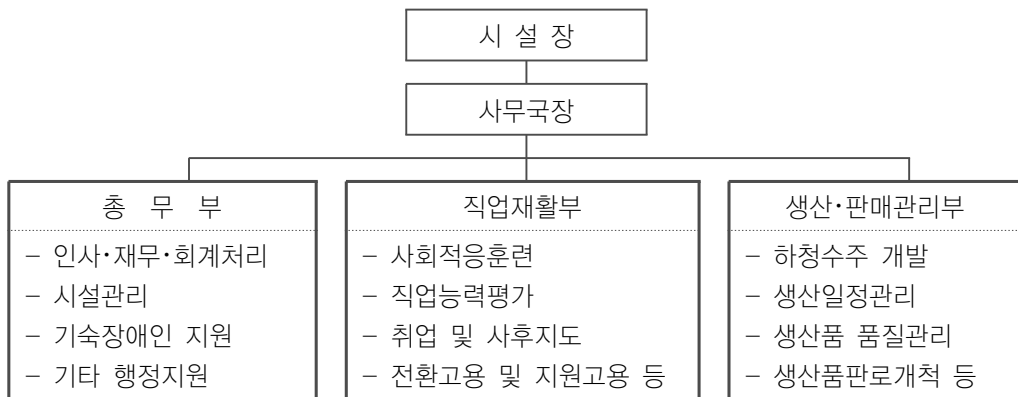 시 설 장
사무국장
총 무 부
- 인사·재무·회계처리
- 시설관리
- 기숙장애인 지원
- 기타 행정지원
직업재활부
- 사회적응훈련
- 직업능력평가
- 취업 및 사후지도
- 전환고용 및 지원고용 등
생산·판매관리부
- 하청수주 개발
- 생산일정관리
- 생산품 품질관리
- 생산품판로개척 등